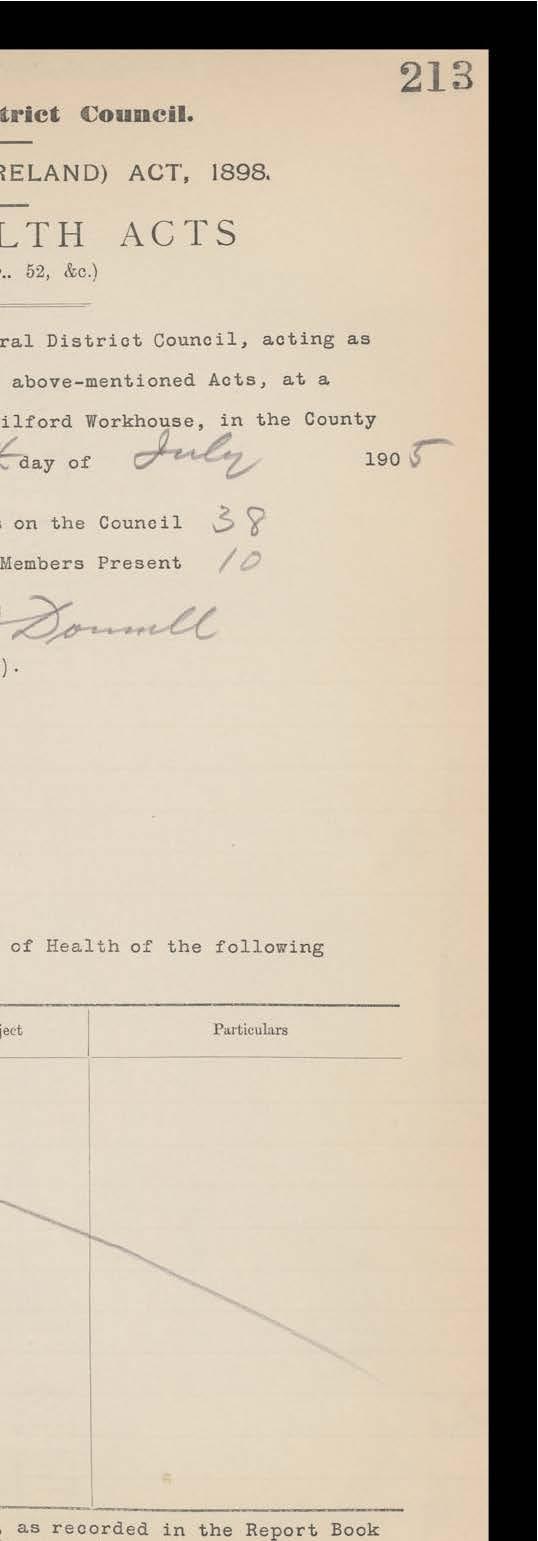 213
trict Council.
RELAND) ACT, 1898.
LTH ACTS
.. 52, &c.)
ral District Council, acting as
above-mentioned Acts, at a
ilford Workhouse, in the County
day of July 1905
s on the Council 38
Members Present 10
Donnell
).
of Health of the following
ject Particulars
, as recorded in the Report Book